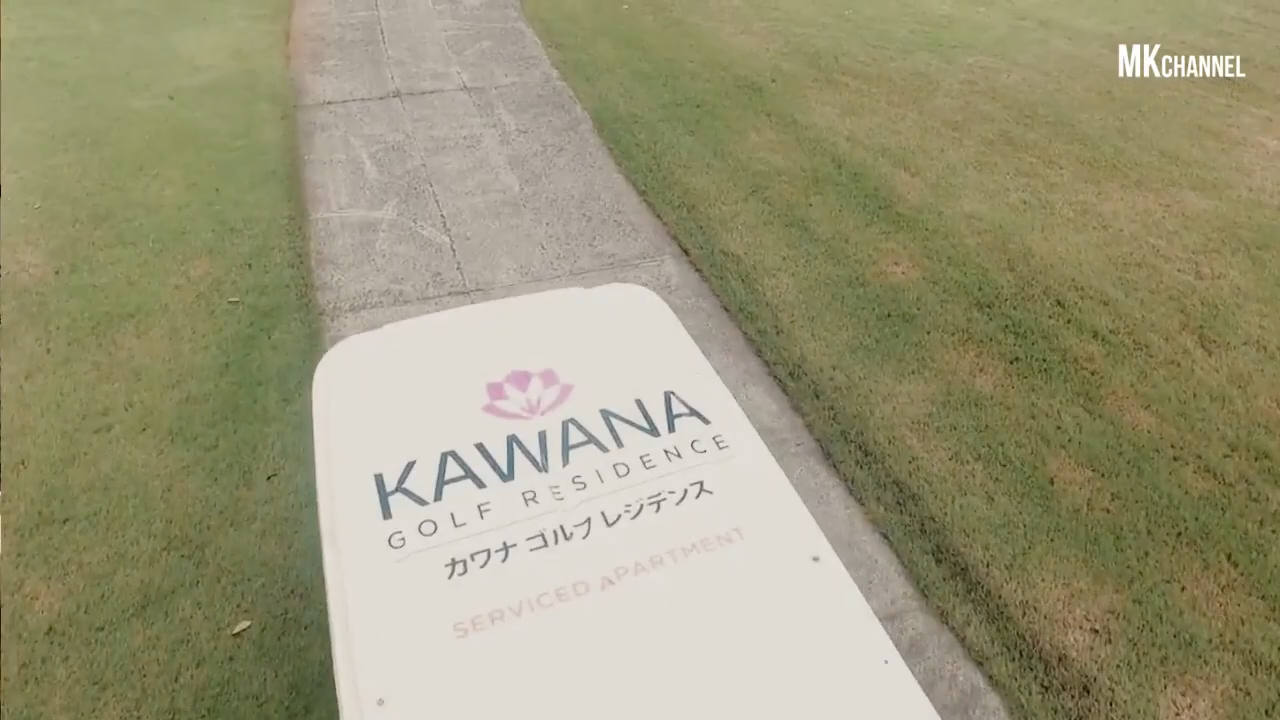 MKCHANNEL
KAWANA
GOLF RESIDENCE
カワナ ゴルフ レジデンス
SERVICED APARTMENT